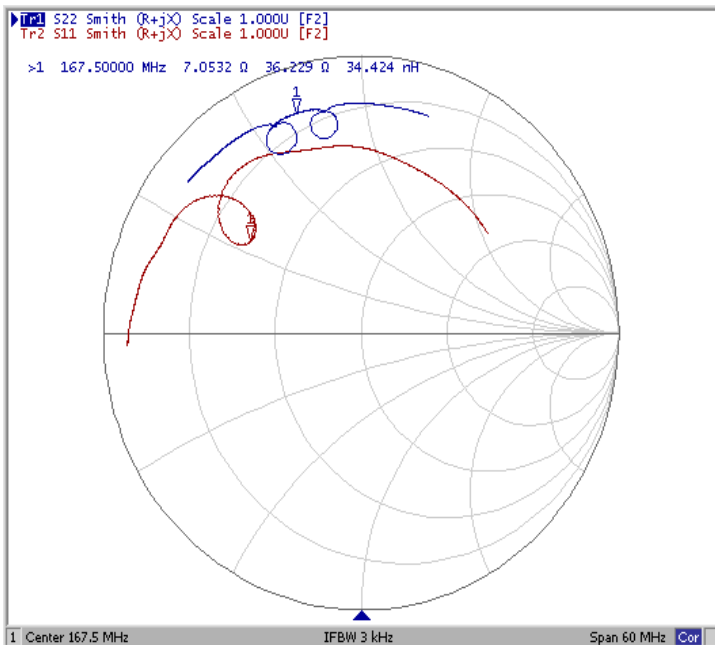 Tr1 S22 Smith (R+jX) Scale 1.000U [F2]
Tr2 S11 Smith (R+jX) Scale 1.000U [F2]
>1 167.50000 MHz 7.0532 Ω 36.229 Ω 34.424 nH
1
1 Center 167.5 MHz IFBW 3 kHz Span 60 MHz Cor